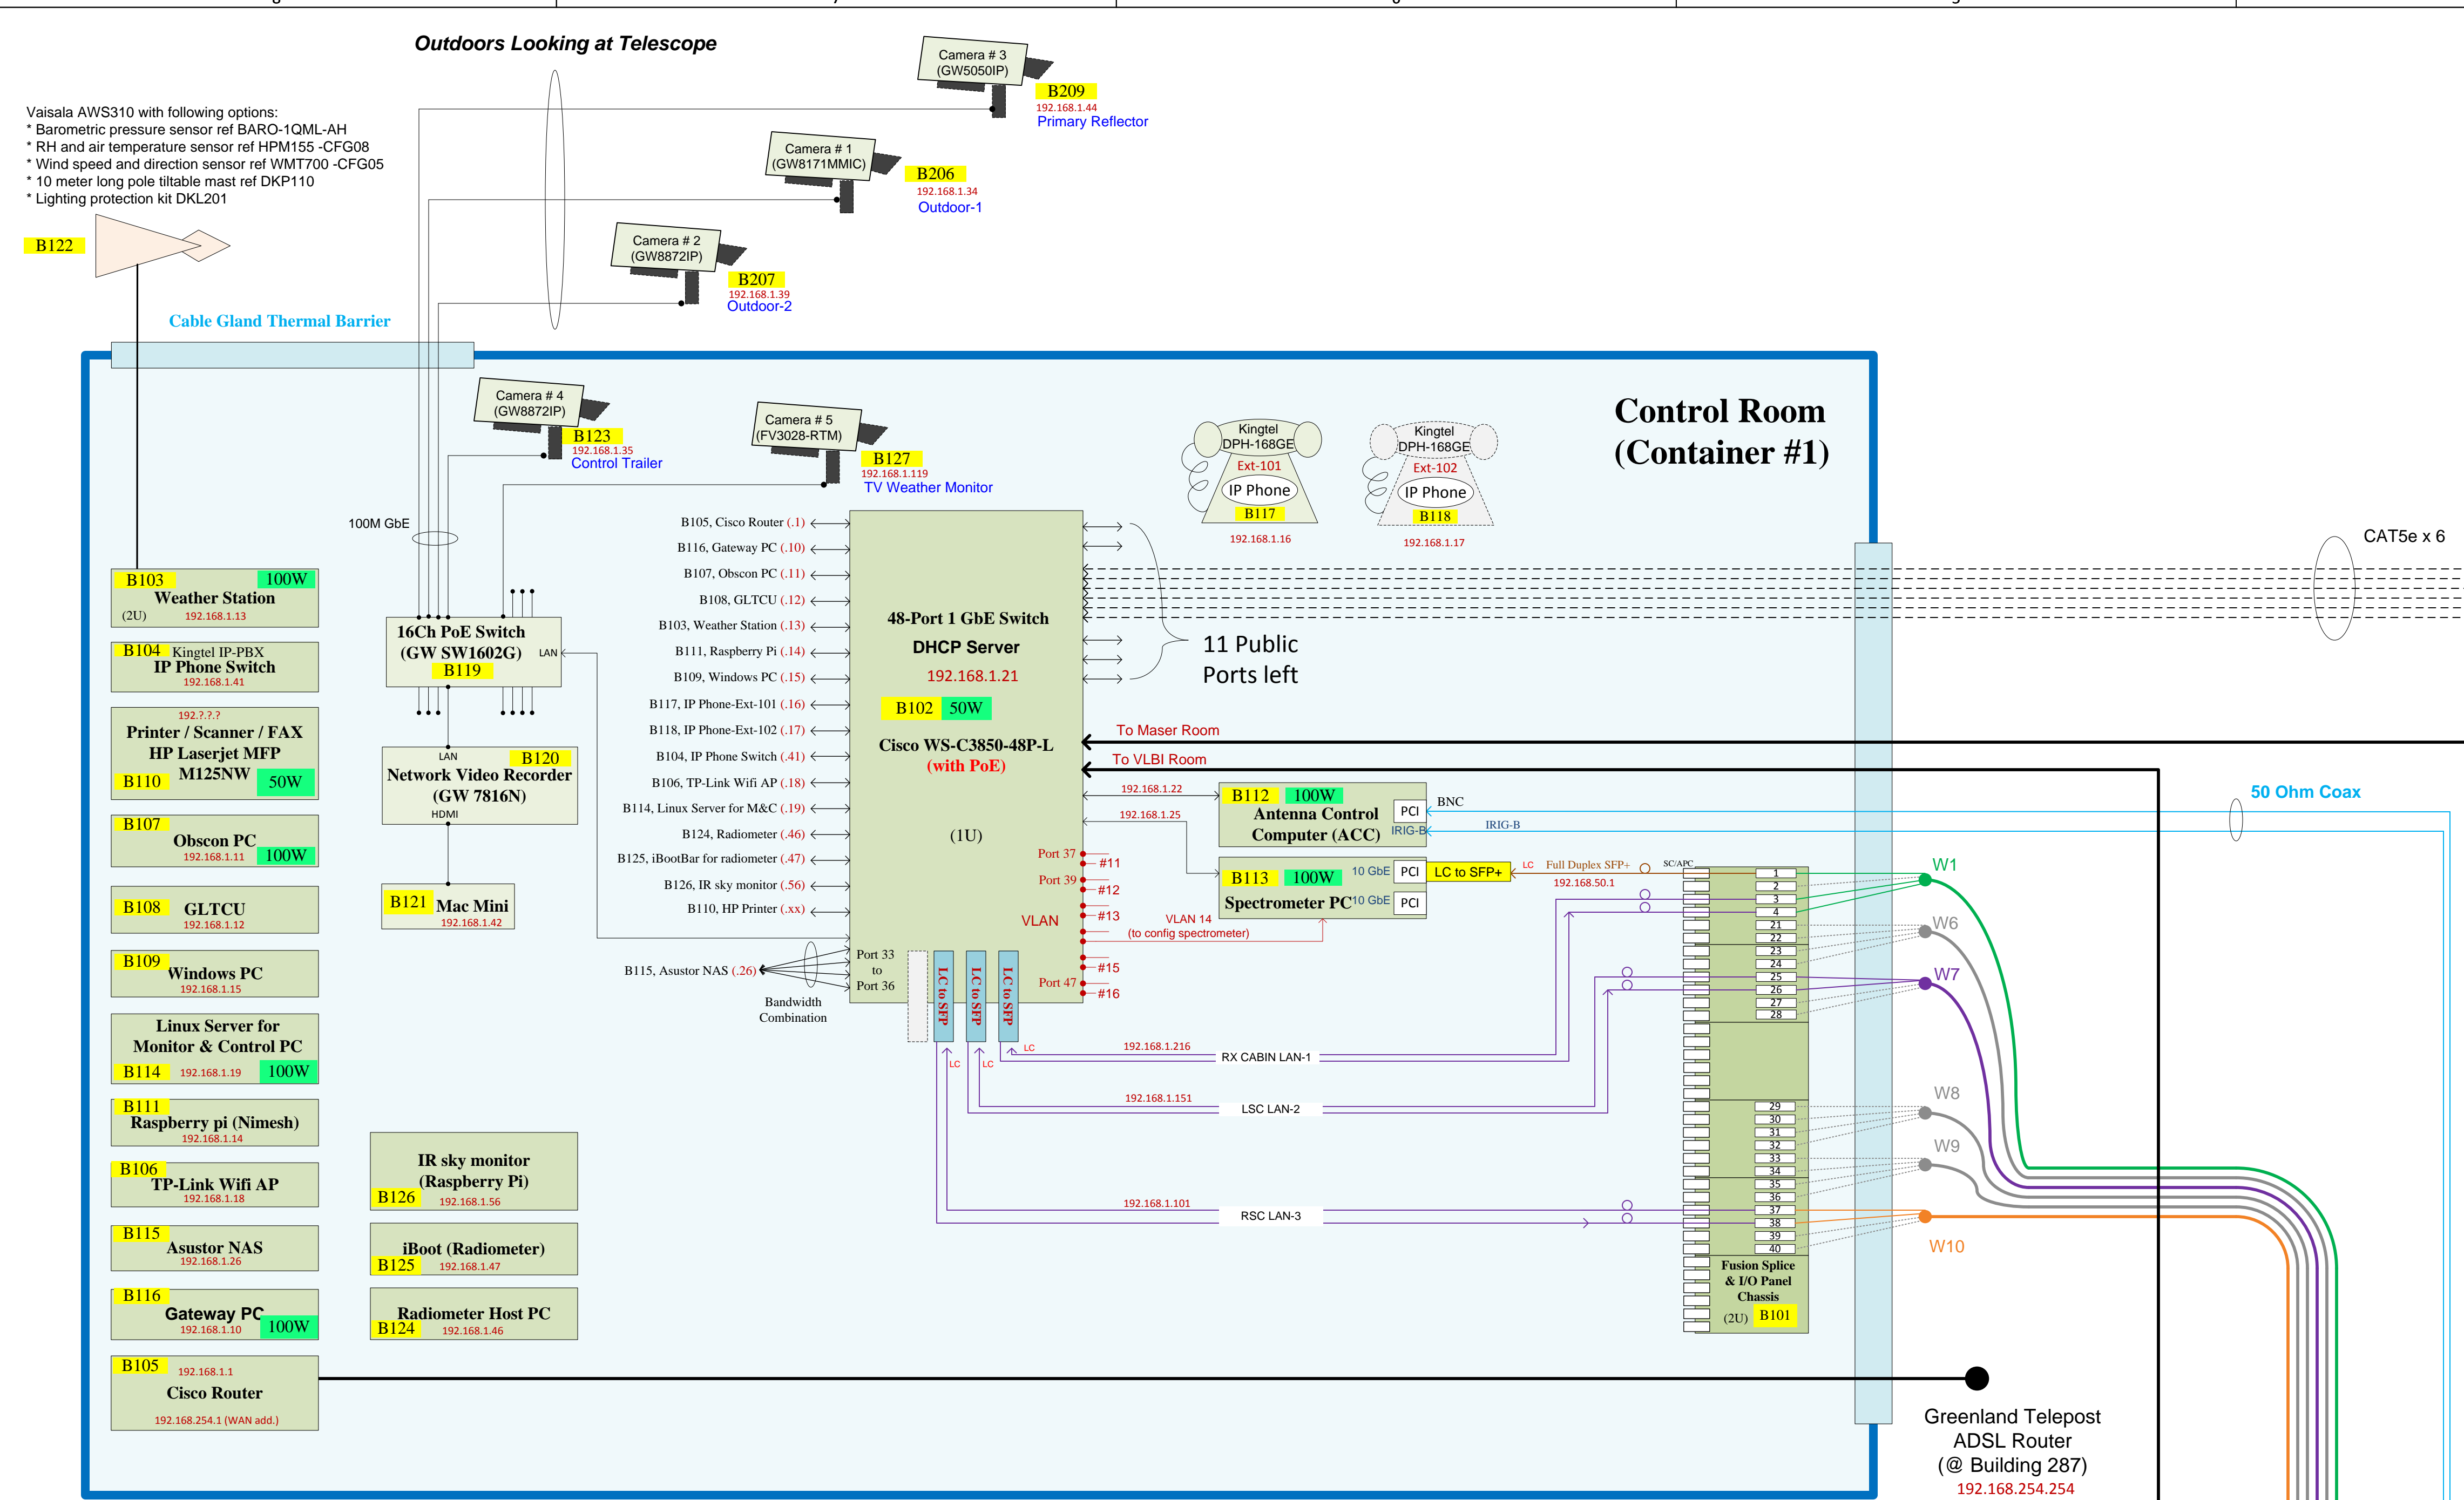 Outdoors Looking at Telescope
Camera # 3
(GW5050IP)
B209
192.168.1.44
Primary Reflector
Vaisala AWS310 with following options:
* Barometric pressure sensor ref BARO-1QML-AH
* RH and air temperature sensor ref HPM155 -CFG08
* Wind speed and direction sensor ref WMT700 -CFG05
* 10 meter long pole tiltable mast ref DKP110
* Lighting protection kit DKL201
Camera # 1
(GW8171MMIC)
B206
192.168.1.34
Outdoor-1
B122
Camera # 2
(GW8872IP)
B207
192.168.1.39
Outdoor-2
Cable Gland Thermal Barrier
Camera # 4
(GW8872IP)
B123
192.168.1.35
Control Trailer
Camera # 5
(FV3028-RTM)
B127
192.168.1.119
TV Weather Monitor
Kingtel
DPH-168GE
Ext-101
IP Phone
B117
192.168.1.16
Kingtel
DPH-168GE
Ext-102
IP Phone
B118
192.168.1.17
Control Room
(Container #1)
CAT5e x 6
100M GbE
B103
100W
Weather Station
(2U)
192.168.1.13
B104 Kingtel IP-PBX
IP Phone Switch
192.168.1.41
192.?.?.?
Printer / Scanner / FAX
HP Laserjet MFP
M125NW
B110
50W
B107
Obscon PC
192.168.1.11
100W
B108
GLTCU
192.168.1.12
B109
Windows PC
192.168.1.15
Linux Server for
Monitor & Control PC
B114
192.168.1.19
100W
B111
Raspberry pi (Nimesh)
192.168.1.14
B106
TP-Link Wifi AP
192.168.1.18
B115
Asustor NAS
192.168.1.26
B116
Gateway PC
192.168.1.10
100W
B105
192.168.1.1
Cisco Router
192.168.254.1 (WAN add.)
16Ch PoE Switch
(GW SW1602G)
LAN
B119
LAN
B120
Network Video Recorder
(GW 7816N)
HDMI
B121
Mac Mini
192.168.1.42
IR sky monitor
(Raspberry Pi)
B126
192.168.1.56
iBoot (Radiometer)
B125
192.168.1.47
Radiometer Host PC
B124
192.168.1.46
B105, Cisco Router (.1)
B116, Gateway PC (.10)
B107, Obscon PC (.11)
B108, GLTCU (.12)
B103, Weather Station (.13)
B111, Raspberry Pi (.14)
B109, Windows PC (.15)
B117, IP Phone-Ext-101 (.16)
B118, IP Phone-Ext-102 (.17)
B104, IP Phone Switch (.41)
B106, TP-Link Wifi AP (.18)
B114, Linux Server for M&C (.19)
B124, Radiometer (.46)
B125, iBootBar for radiometer (.47)
B126, IR sky monitor (.56)
B110, HP Printer (.xx)
B115, Asustor NAS (.26)
Bandwidth
Combination
48-Port 1 GbE Switch
DHCP Server
192.168.1.21
B102
50W
Cisco WS-C3850-48P-L
(with PoE)
(1U)
Port 37
Port 39
VLAN
Port 47
Port 33
to
Port 36
#11
#12
#13
#15
#16
LC to SFP
LC to SFP
LC to SFP
LC
LC
LC
11 Public
Ports left
To Maser Room
To VLBI Room
192.168.1.22
192.168.1.25
B112
100W
Antenna Control
Computer (ACC)
PCI
IRIG-B
BNC
IRIG-B
50 Ohm Coax
B113
100W
10 GbE
PCI
Spectrometer PC
10 GbE
PCI
LC to SFP+
LC
Full Duplex SFP+
192.168.50.1
SC/APC
VLAN 14
(to config spectrometer)
192.168.1.216
RX CABIN LAN-1
192.168.1.151
LSC LAN-2
192.168.1.101
RSC LAN-3
1
2
3
4
21
22
23
24
25
26
27
28
29
30
31
32
33
34
35
36
37
38
39
40
Fusion Splice
& I/O Panel
Chassis
(2U)
B101
W1
W6
W7
W8
W9
W10
Greenland Telepost
ADSL Router
(@ Building 287)
192.168.254.254